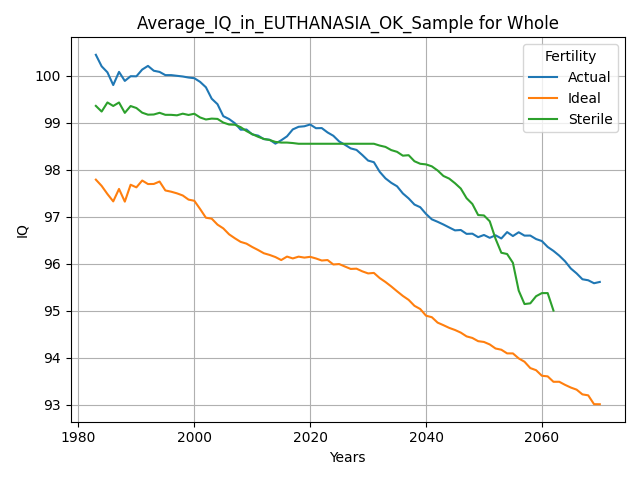 Average_IQ_in_EUTHANASIA_OK_Sample for Whole
Fertility
Actual
Ideal
Sterile
IQ
100
99
98
97
96
95
94
93
1980
2000
2020
2040
2060
Years